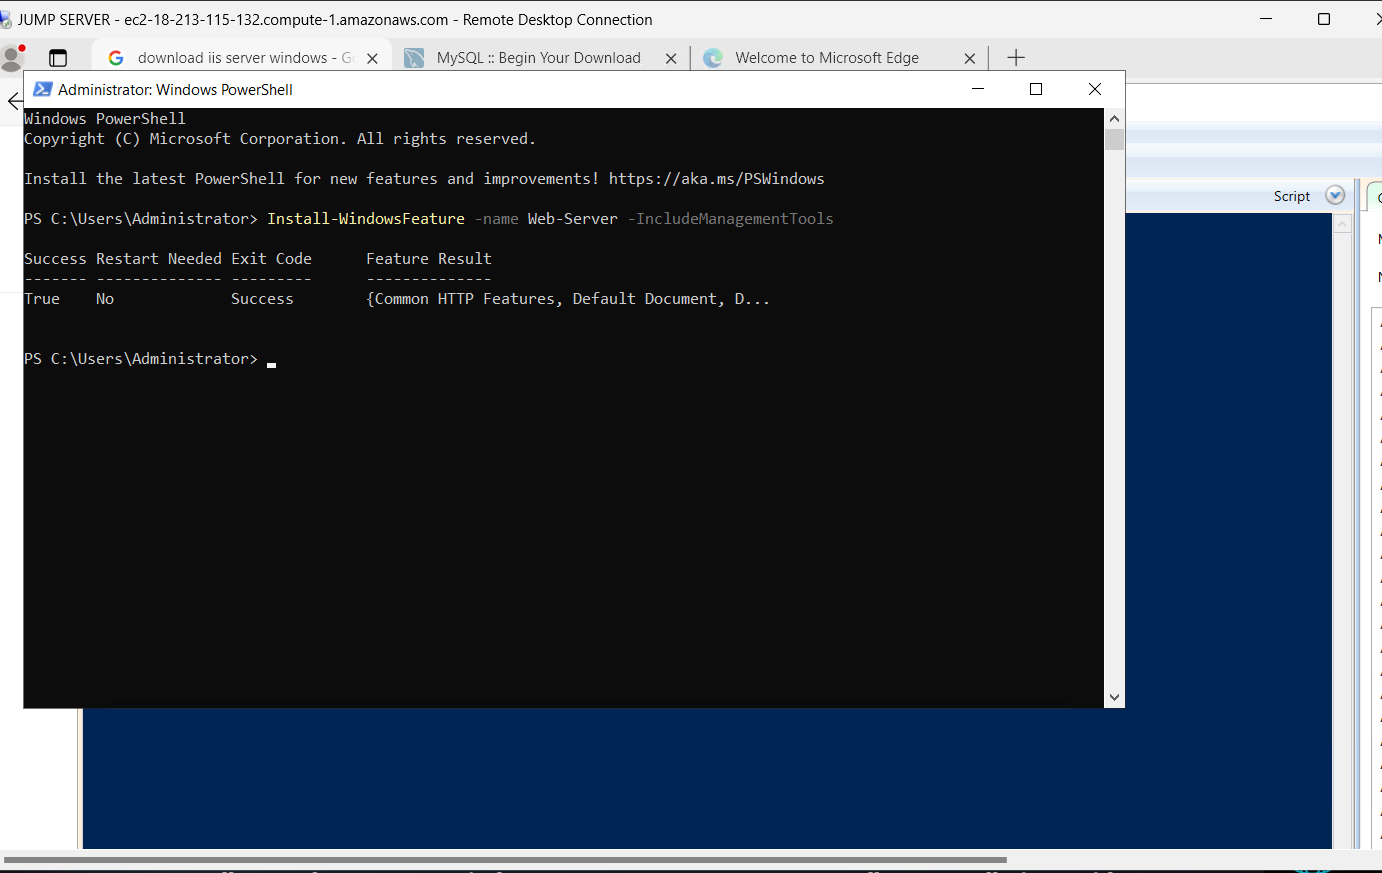 JUMP SERVER - ec2-18-213-115-132.compute-1.amazonaws.com - Remote Desktop Connection
download iis server windows - Go
MySQL :: Begin Your Download
Welcome to Microsoft Edge
Administrator: Windows PowerShell
Windows PowerShell
Copyright (C) Microsoft Corporation. All rights reserved.
Install the latest PowerShell for new features and improvements! https://aka.ms/PSWindows
PS C:\Users\Administrator> Install-WindowsFeature -name Web-Server -IncludeManagementTools
Success Restart Needed Exit Code      Feature Result
------- -------------- ---------      --------------
True    No             Success        {Common HTTP Features, Default Document, D...
PS C:\Users\Administrator>
Script